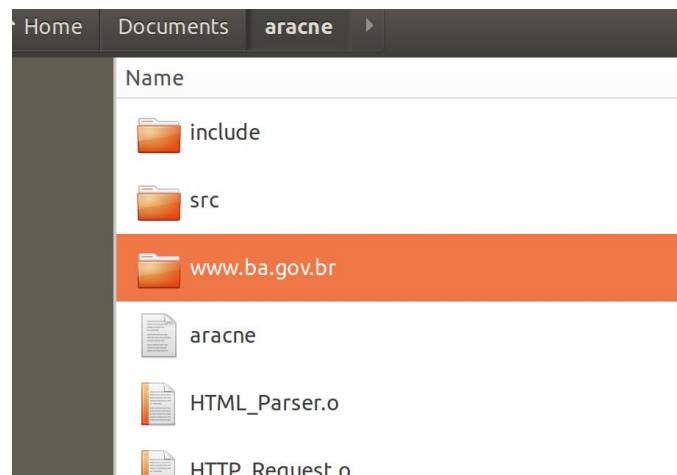 Home Documents aracne
Name
include
src
www.ba.gov.br
aracne
HTML_Parser.o
HTTP_Request.o